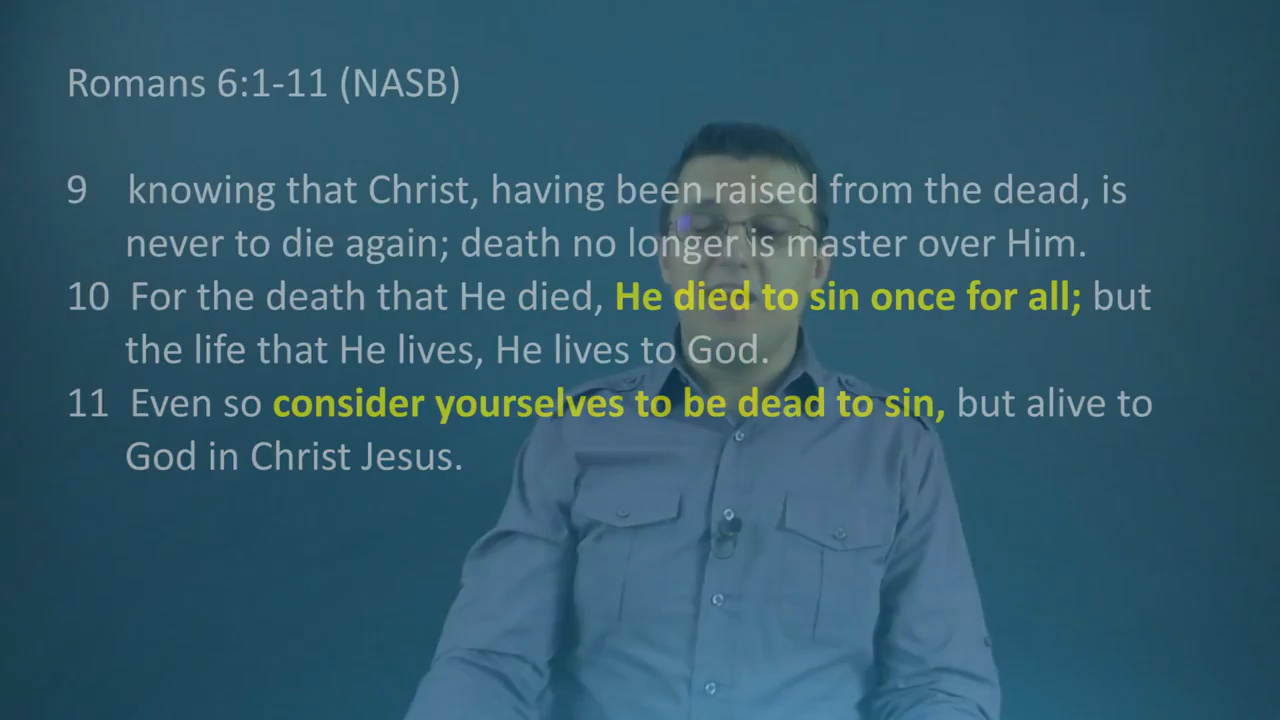 Romans 6:1-11 (NASB)
9 knowing that Christ, having been raised from the dead, is
never to die again; death no longer is master over Him.
10 For the death that He died, He died to sin once for all; but
the life that He lives, He lives to God.
11 Even so consider yourselves to be dead to sin, but alive to
God in Christ Jesus.